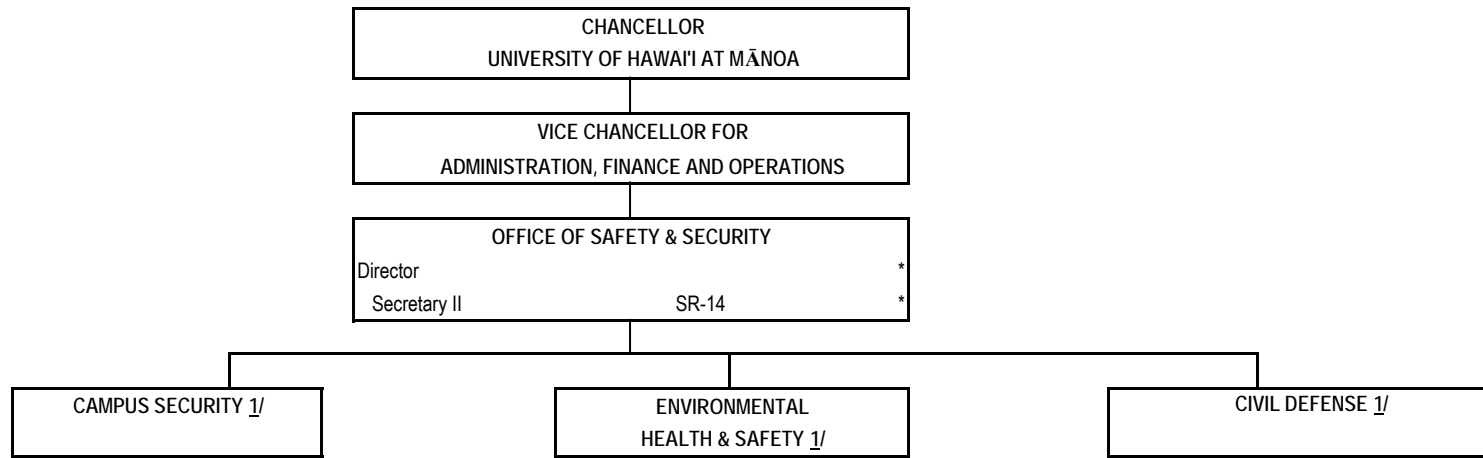 CHANCELLOR
UNIVERSITY OF HAWAI'I AT MĀNOA
VICE CHANCELLOR FOR
ADMINISTRATION, FINANCE AND OPERATIONS
OFFICE OF SAFETY & SECURITY
Director *
Secretary II SR-14 *
CAMPUS SECURITY 1/
ENVIRONMENTAL
HEALTH & SAFETY 1/
CIVIL DEFENSE 1/